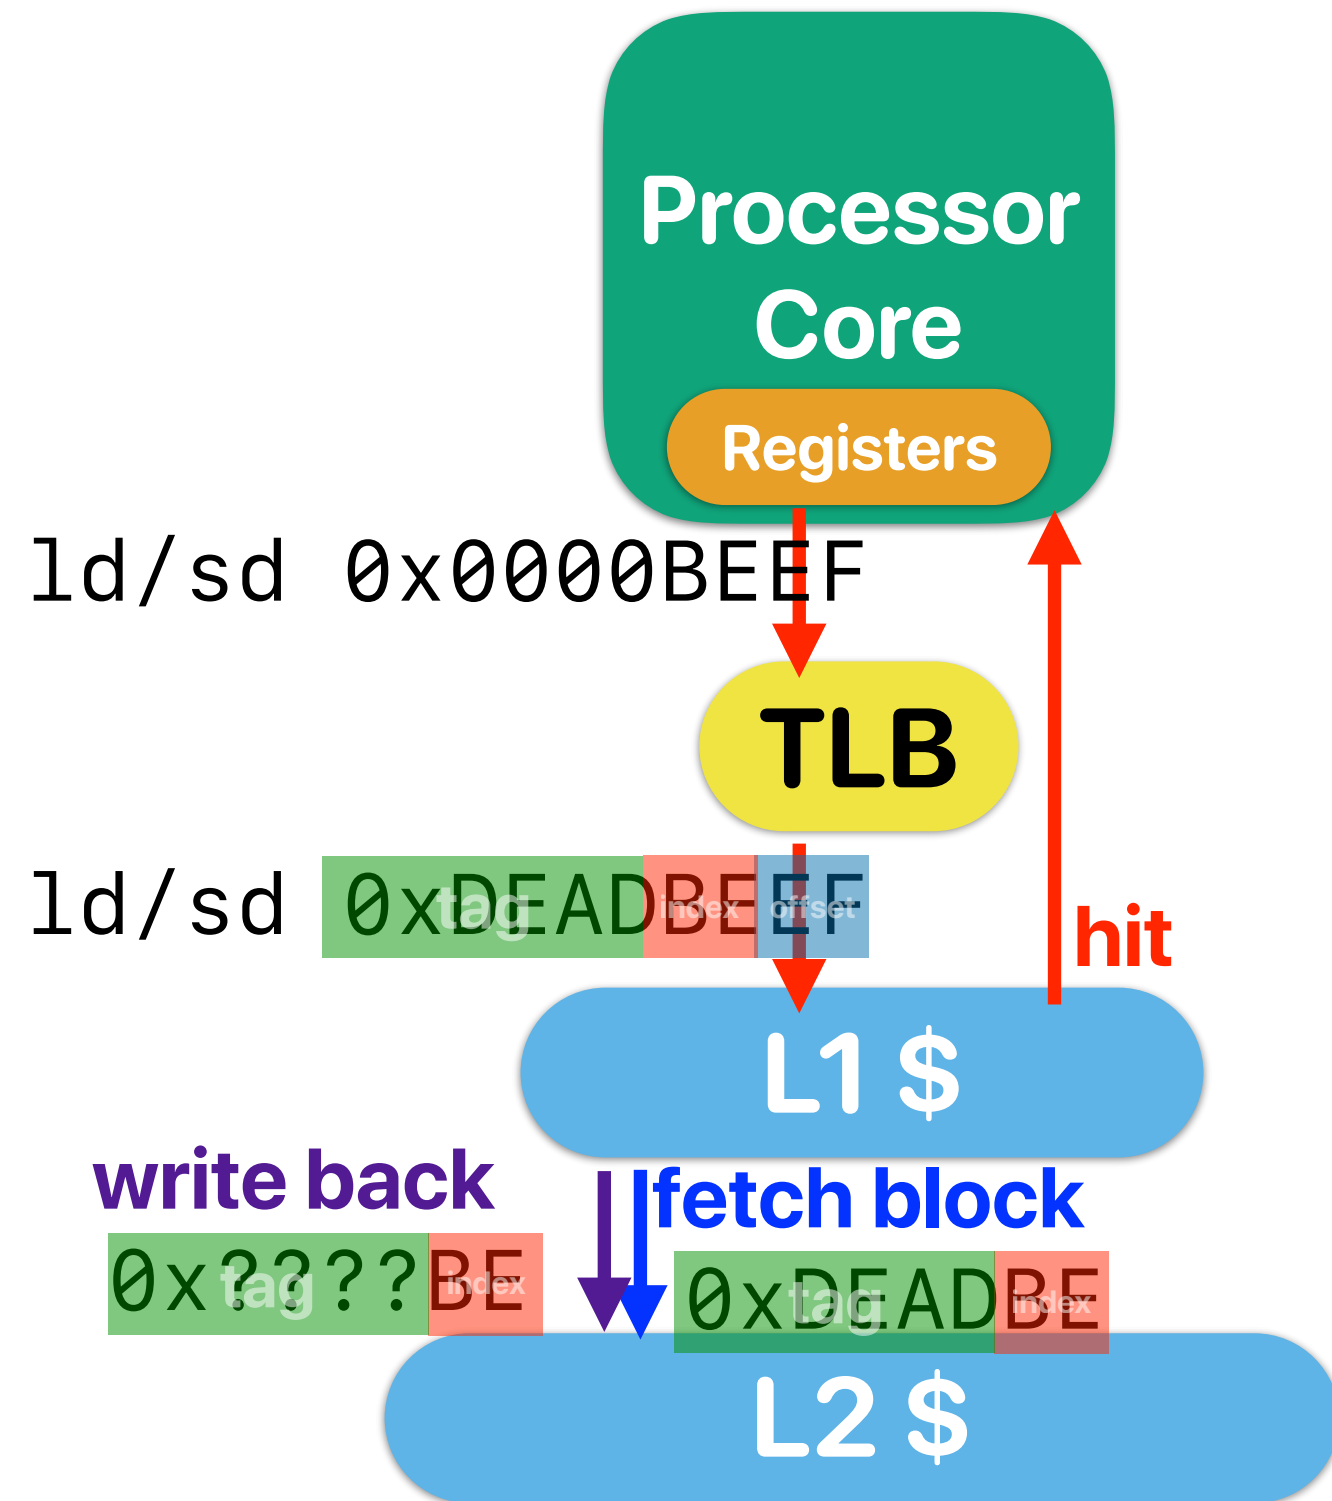 Processor
Core
Registers
ld/sd 0x0000BEEF
TLB
ld/sd 0xDEADBEEF
tag index offset
hit
L1 $
write back
fetch block
0x????BE
tag index
0xDEADBE
tag index
L2 $